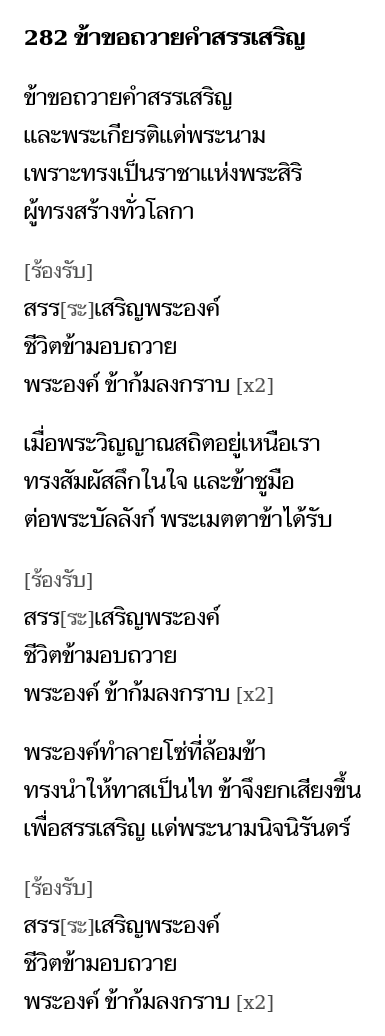 282 ข้าขอถวายคำสรรเสริญ
ข้าขอถวายคำสรรเสริญ
และพระเกียรติแด่พระนาม
เพราะทรงเป็นราชาแห่งพระสิริ
ผู้ทรงสร้างทั่วโลกา
[ร้องรับ]
สรร[ระ]เสริญพระองค์
ชีวิตข้ามอบถวาย
พระองค์ ข้าก้มลงกราบ [x2]
เมื่อพระวิญญาณสถิตอยู่เหนือเรา
ทรงสัมผัสลึกในใจ และข้าชูมือ
ต่อพระบัลลังก์ พระเมตตาข้าได้รับ
[ร้องรับ]
สรร[ระ]เสริญพระองค์
ชีวิตข้ามอบถวาย
พระองค์ ข้าก้มลงกราบ [x2]
พระองค์ทำลายโซ่ที่ล้อมข้า
ทรงนำให้ทาสเป็นไท ข้าจึงยกเสียงขึ้น
เพื่อสรรเสริญ แด่พระนามนิจนิรันดร์
[ร้องรับ]
สรร[ระ]เสริญพระองค์
ชีวิตข้ามอบถวาย
พระองค์ ข้าก้มลงกราบ [x2]